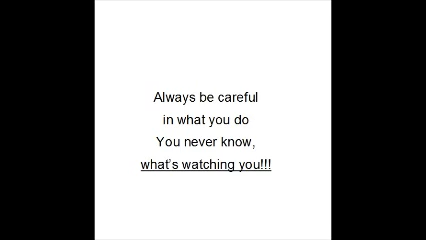 Always be careful
in what you do
You never know,
what's watching you!!!